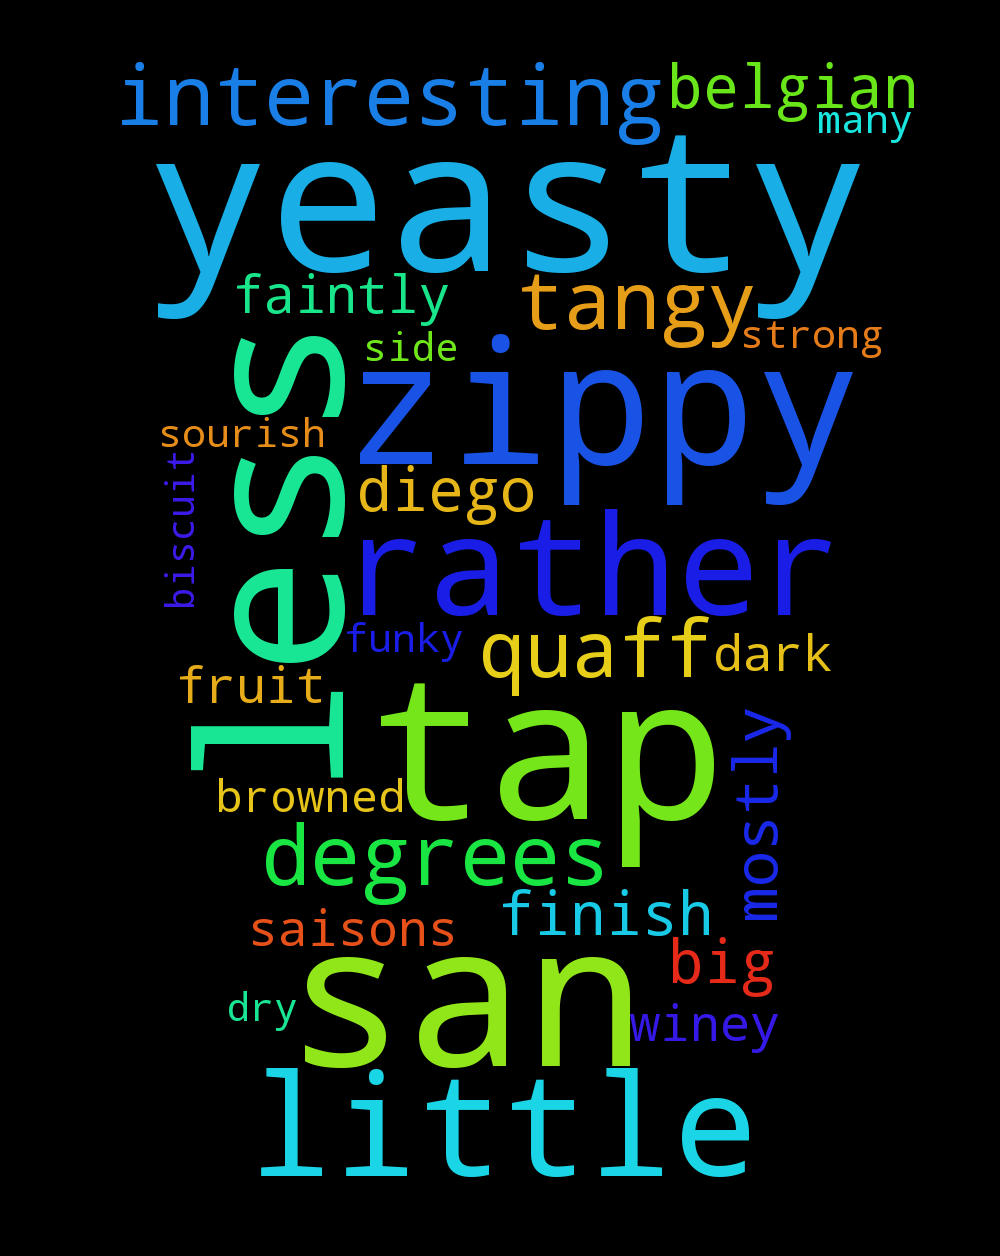 interesting
belgian
many
yeasty
faintly
tangy
strong
side
less
zippy
sourish
biscuit
diego
rather
funky
quaff
dark
fruit
tap
mostly
browned
degrees
finish
saisons
big
san
dry
winey
little